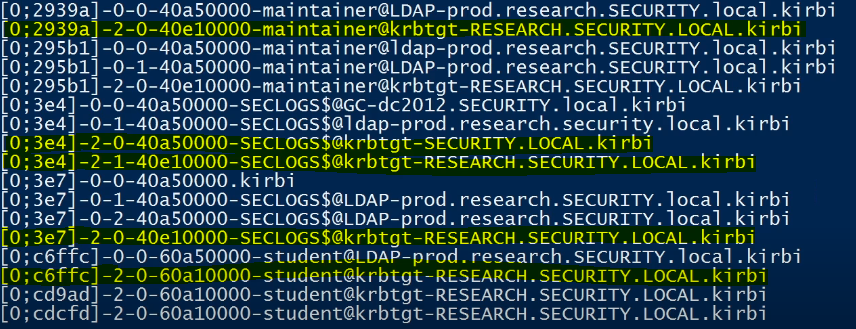 [0;2939a]-0-0-40a50000-maintainer@LDAP-prod.research.SECURITY.local.kirbi
[0;2939a]-2-0-40e10000-maintainer@krbtgt-RESEARCH.SECURITY.LOCAL.kirbi
[0;295b1]-0-0-40a50000-maintainer@ldap-prod.research.SECURITY.local.kirbi
[0;295b1]-0-1-40a50000-maintainer@LDAP-prod.research.SECURITY.local.kirbi
[0;295b1]-2-0-40e10000-maintainer@krbtgt-RESEARCH.SECURITY.LOCAL.kirbi
[0;3e4]-0-0-40a50000-SECLOGS$@GC-dc2012.SECURITY.local.kirbi
[0;3e4]-0-1-40a50000-SECLOGS$@ldap-prod.research.security.local.kirbi
[0;3e4]-2-0-40a50000-SECLOGS$@krbtgt-SECURITY.LOCAL.kirbi
[0;3e4]-2-1-40e10000-SECLOGS$@krbtgt-RESEARCH.SECURITY.LOCAL.kirbi
[0;3e7]-0-0-40a50000.kirbi
[0;3e7]-0-1-40a50000-SECLOGS$@LDAP-prod.research.SECURITY.local.kirbi
[0;3e7]-0-2-40a50000-SECLOGS$@LDAP-prod.research.SECURITY.local.kirbi
[0;3e7]-2-0-40e10000-SECLOGS$@krbtgt-RESEARCH.SECURITY.LOCAL.kirbi
[0;c6ffc]-0-0-60a50000-student@LDAP-prod.research.SECURITY.local.kirbi
[0;c6ffc]-2-0-60a10000-student@krbtgt-RESEARCH.SECURITY.LOCAL.kirbi
[0;cd9ad]-2-0-60a10000-student@krbtgt-RESEARCH.SECURITY.LOCAL.kirbi
[0;cdcfd]-2-0-60a10000-student@krbtgt-RESEARCH.SECURITY.LOCAL.kirbi